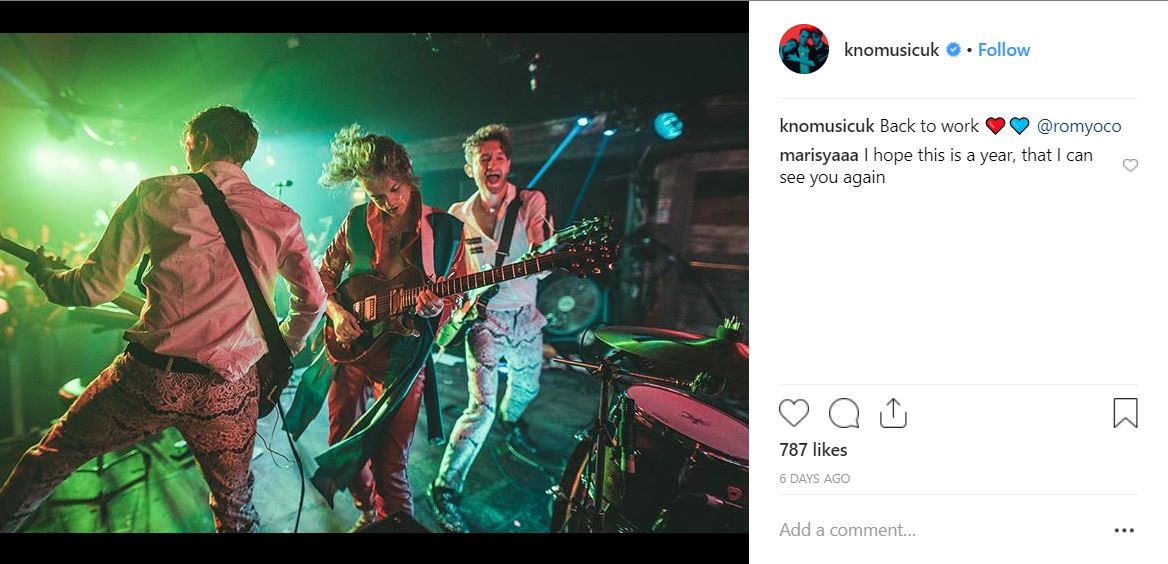 knomusicuk • Follow
knomusicuk Back to work ❤️💙 @romyoco
marisyaaa I hope this is a year, that I can
see you again
787 likes
6 DAYS AGO
Add a comment...